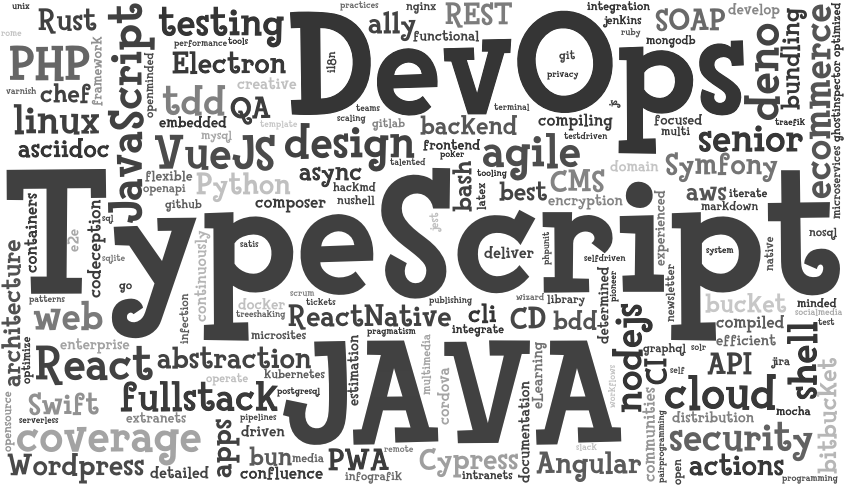 unix
Rust
rome
PHP
varnish
chef
framework
linux
asciidoc
JavaScript
openminded
testing
performance
tools
Electron
creative
tdd
QA
embedded
template
mysql
VueJS
design
flexible
openapi
Python
github
async
composer
hackmd
nushell
talented
practices
nginx
ally
functional
REST
DevOps
i18n
git
privacy
teams
scaling
gitlab
terminal
backend
frontend
poker
compiling
testdriven
.js
agile
tooling
bash
latex
best
CMS
encryption
integration
jenkins
ruby
mongodb
SOAP
develop
focused
multi
senior
domain
Symfony
aws
iterate
markdown
deno
traefik
bundling
ecommerce
microservices
ghostinspector
optimized
nosql
TypeScript
containers
e2e
codeception
sql
sqlite
go
satis
jest
deliver
phpunit
selfdriven
experienced
system
native
architecture
optimize
patterns
web
enterprise
infection
continuously
docker
treeshaking
scrum
tickets
microsites
ReactNative
publishing
pragmatism
cli
integrate
wizard
library
CD
bdd
determined
pioneer
newsletter
bucket
compiled
efficient
minded
socialmedia
test
React
abstraction
operate
Kubernetes
postgresql
estimation
JAVA
multimedia
cordova
eLearning
documentation
workflows
nodejs
graphql
CI
self
solr
API
jira
shell
Swift
serverless
opensource
fullstack
extranets
pipelines
coverage
apps
driven
Wordpress
detailed
bun
media
confluence
PWA
remote
infografik
Cypress
intranets
slack
Angular
communities
pairprogramming
open
cloud
distribution
mocha
security
actions
bitbucket
programming